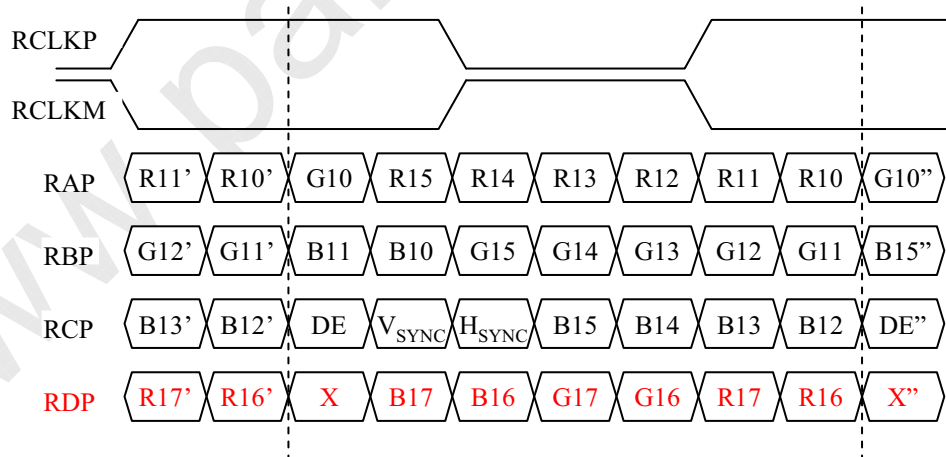 RCLKP
RCLKM
RAP R11’ R10’ G10 R15 R14 R13 R12 R11 R10 G10”
RBP G12’ G11’ B11 B10 G15 G14 G13 G12 G11 B15”
RCP B13’ B12’ DE VSYNC HSYNC B15 B14 B13 B12 DE”
RDP R17’ R16’ X B17 B16 G17 G16 R17 R16 X”